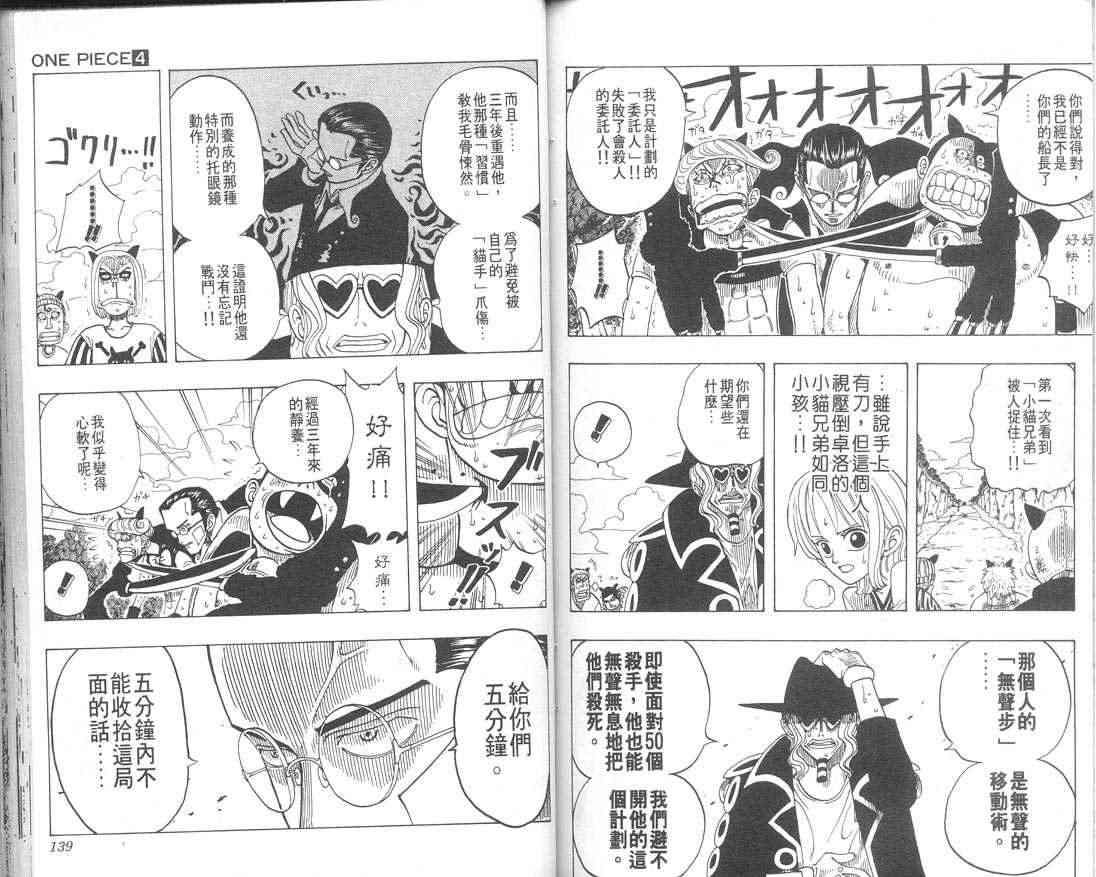 你們說得對，
我已經不是
你們的船長了
……
我只是計劃的
「委託人」!!
失敗了會殺人
的委託人!!
オオオオオ
ガタ
ガタ
好
好快…!!
…………!!
…………!!
第一次看到
「小貓兄弟」
被人捉住…!!
…雖說手上
有刀，但這個
視壓倒卓洛的
小貓兄弟如同
小孩…!!
你們還在
期望些
什麼…
!
那個人的
「無聲步」
……
是無聲的
移動術。
即使面對50個
殺手，他也能
無聲無息地把
他們殺死。
我們避不
開他的這
個計劃。
ONE PIECE 4
而且……
三年後重遇他，
他那種「習慣」
教我毛骨悚然。
為了避免被
自己的
「貓手」爪傷…
くいっ…
而養成的那種
特別的托眼鏡
動作……
這證明他還
沒有忘記
戰鬥…!!
ゴクリ…!!
………!!
ブスッ
好痛!!
好痛…
經過三年來
的靜養…
我似乎變得
心軟了呢…
ガタ
ガタ
!
給你們
五分鐘。
五分鐘內不
能收拾這局
面的話……
139